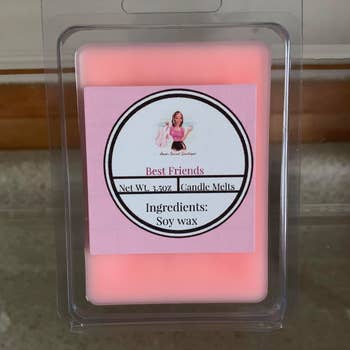 Best Friends
Net Wt. 3.5oz Candle Melts
Ingredients:
Soy wax